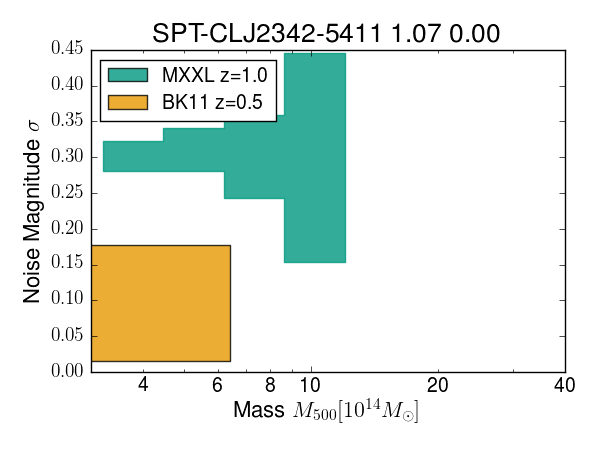 SPT-CLJ2342-5411 1.07 0.00
0.45
0.40
0.35
0.30
0.25
0.20
0.15
0.10
0.05
0.00
Noise Magnitude σ
MXXL z=1.0
BK11 z=0.5
4 6 8 10 20 40
Mass M₅₀₀[10¹⁴M⊙]